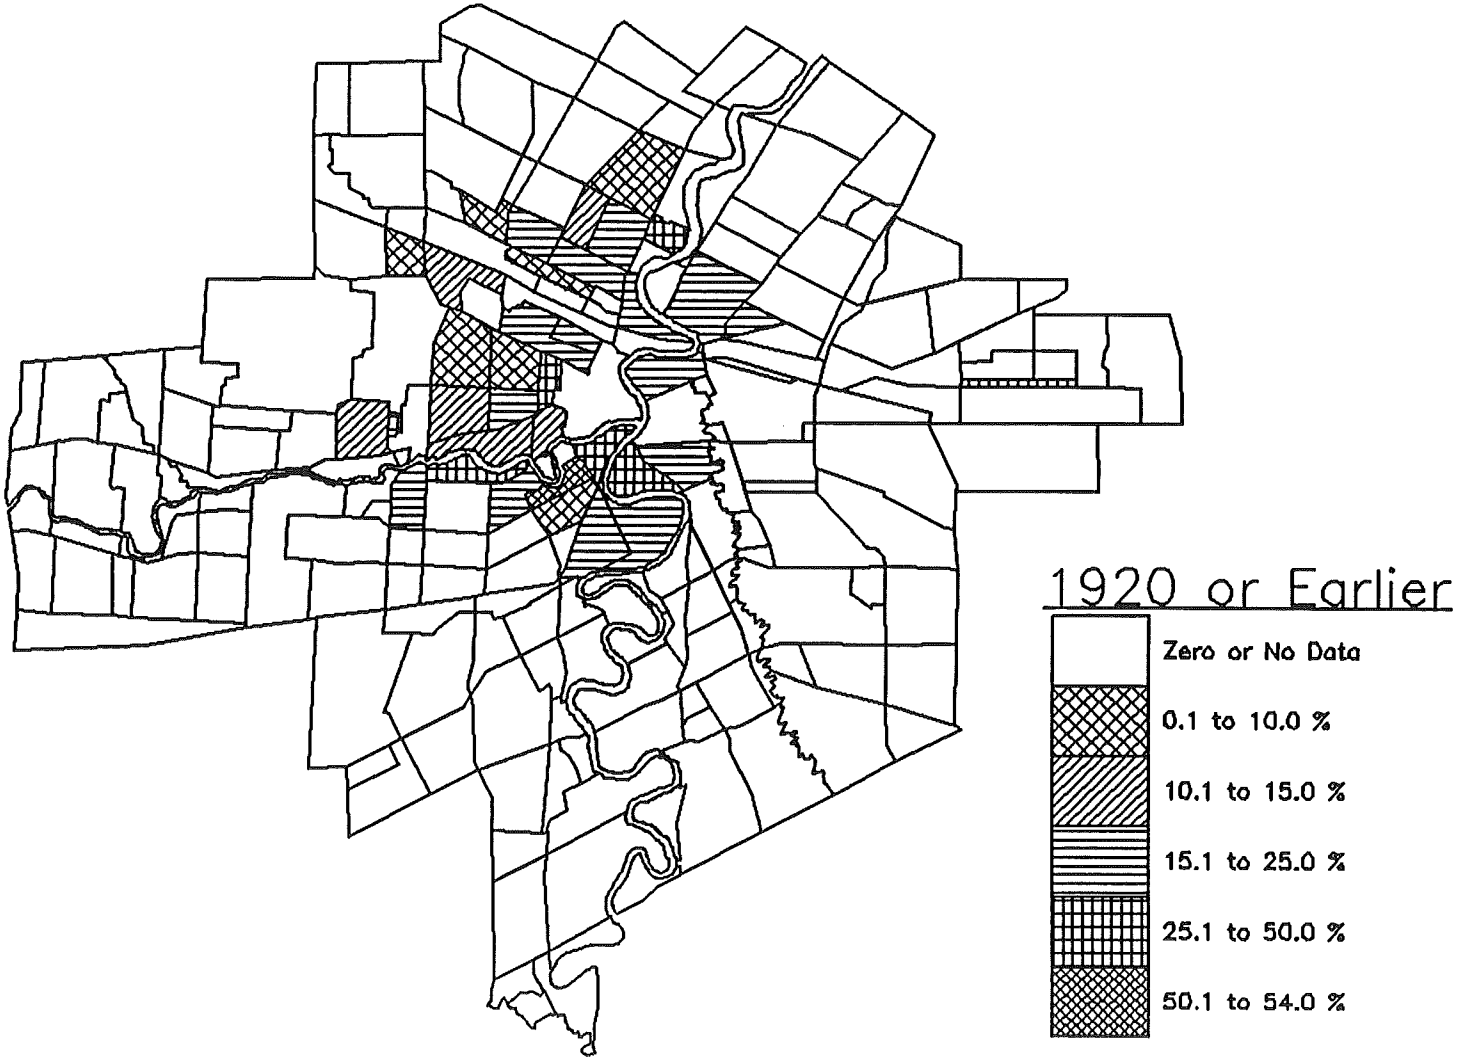 1920 or Earlier
Zero or No Data
0.1 to 10.0 %
10.1 to 15.0 %
15.1 to 25.0 %
25.1 to 50.0 %
50.1 to 54.0 %